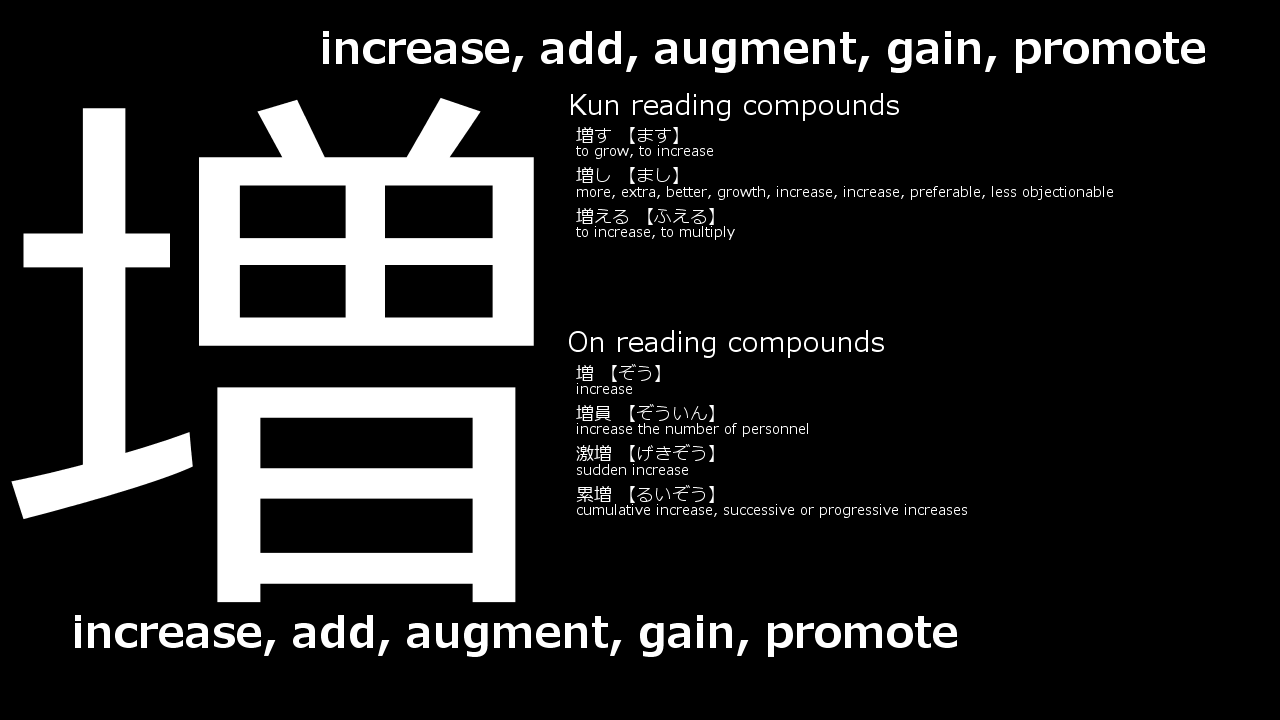 increase, add, augment, gain, promote
増
Kun reading compounds
増す 【ます】
to grow, to increase
増し 【まし】
more, extra, better, growth, increase, increase, preferable, less objectionable
増える 【ふえる】
to increase, to multiply
On reading compounds
増 【ぞう】
increase
増員 【ぞういん】
increase the number of personnel
激増 【げきぞう】
sudden increase
累増 【るいぞう】
cumulative increase, successive or progressive increases
increase, add, augment, gain, promote